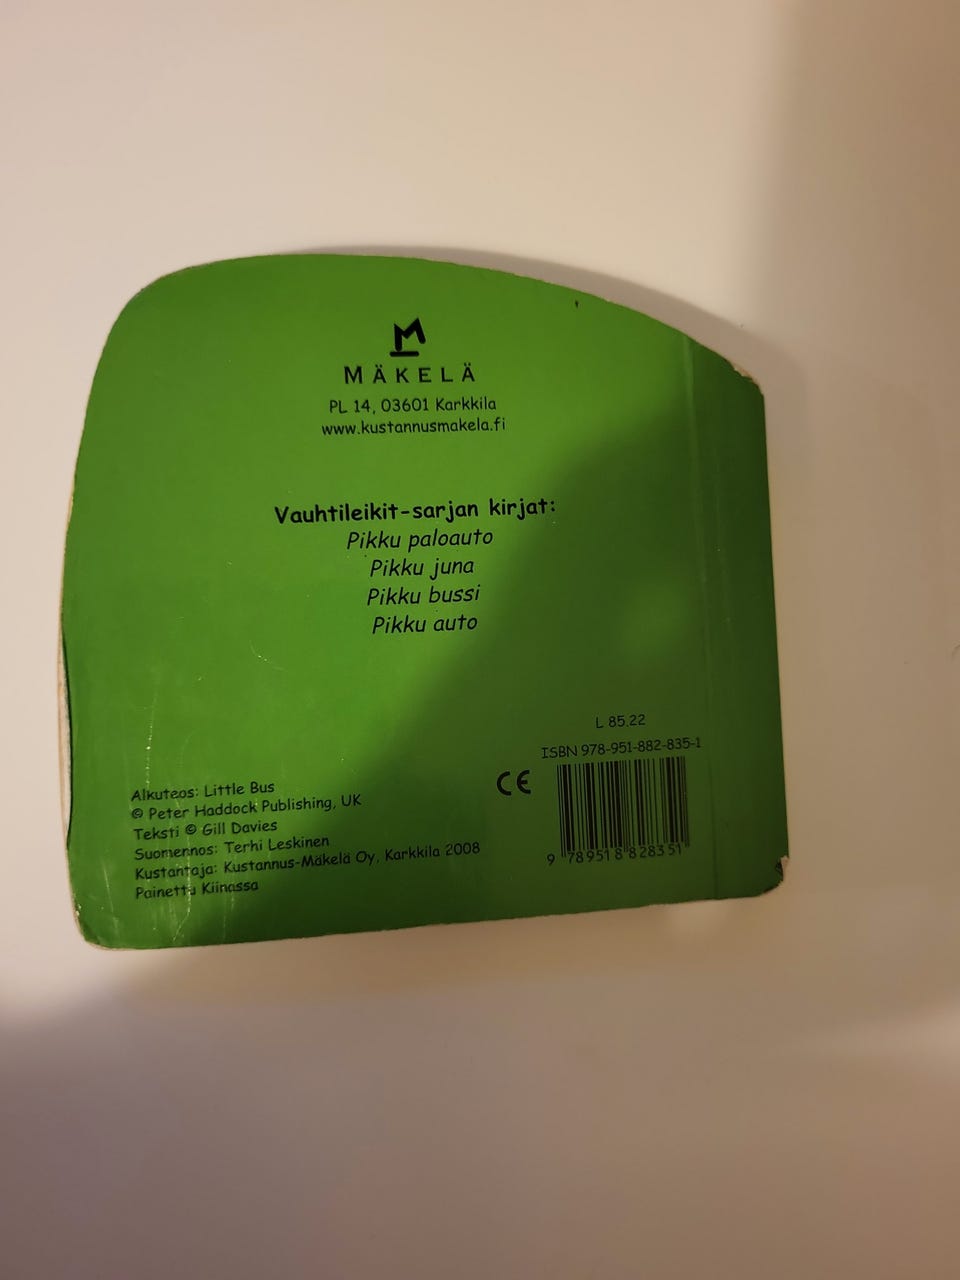 MÄKELÄ
PL 14, 03601 Karkkila
www.kustannusmakela.fi
Vauhtileikit-sarjan kirjat:
Pikku paloauto
Pikku juna
Pikku bussi
Pikku auto
L 85.22
ISBN 978-951-882-835-1
CE
9 789518 828351
Alkuteos: Little Bus
© Peter Haddock Publishing, UK
Teksti © Gill Davies
Suomennos: Terhi Leskinen
Kustantaja: Kustannus-Mäkelä Oy, Karkkila 2008
Painettu Kiinassa